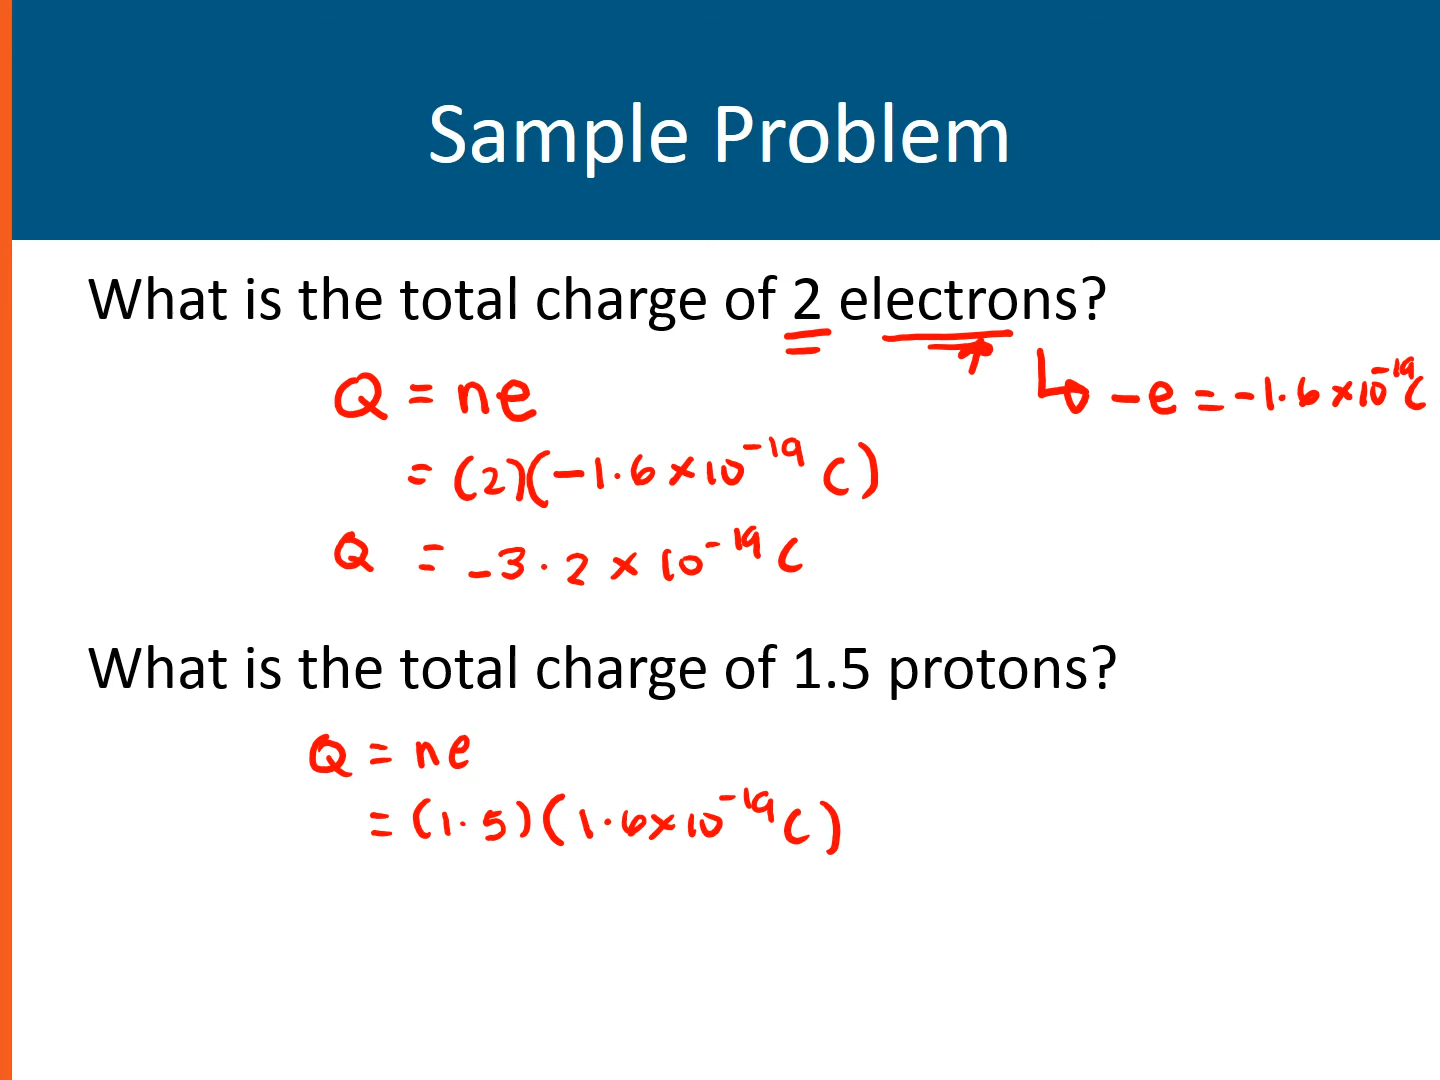 Sample Problem
What is the total charge of 2 electrons?
Q = ne
-e = -1.6 × 10⁻¹⁹ C
= (2)(-1.6 × 10⁻¹⁹ C)
Q = -3.2 × 10⁻¹⁹ C
What is the total charge of 1.5 protons?
Q = ne
= (1.5)(1.6 × 10⁻¹⁹ C)